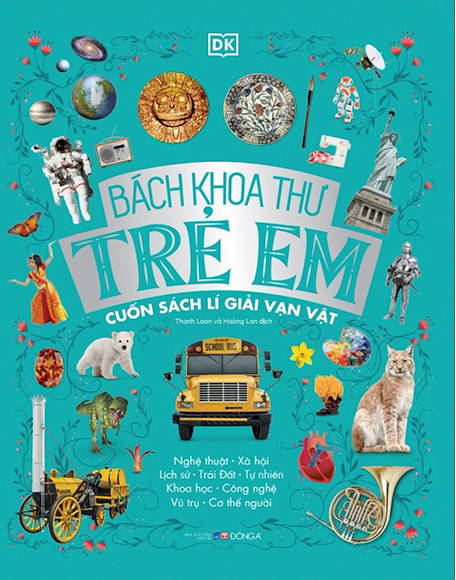 DK
BÁCH KHOA THƯ
TRẺ EM
CUỐN SÁCH LÍ GIẢI VẠN VẬT
Thanh Loan và Hoàng Lan dịch
SCHOOL BUS
Nghệ thuật • Xã hội
Lịch sử • Trái Đất • Tự nhiên
Khoa học • Công nghệ
Vũ trụ • Cơ thể người
ĐÔNG A